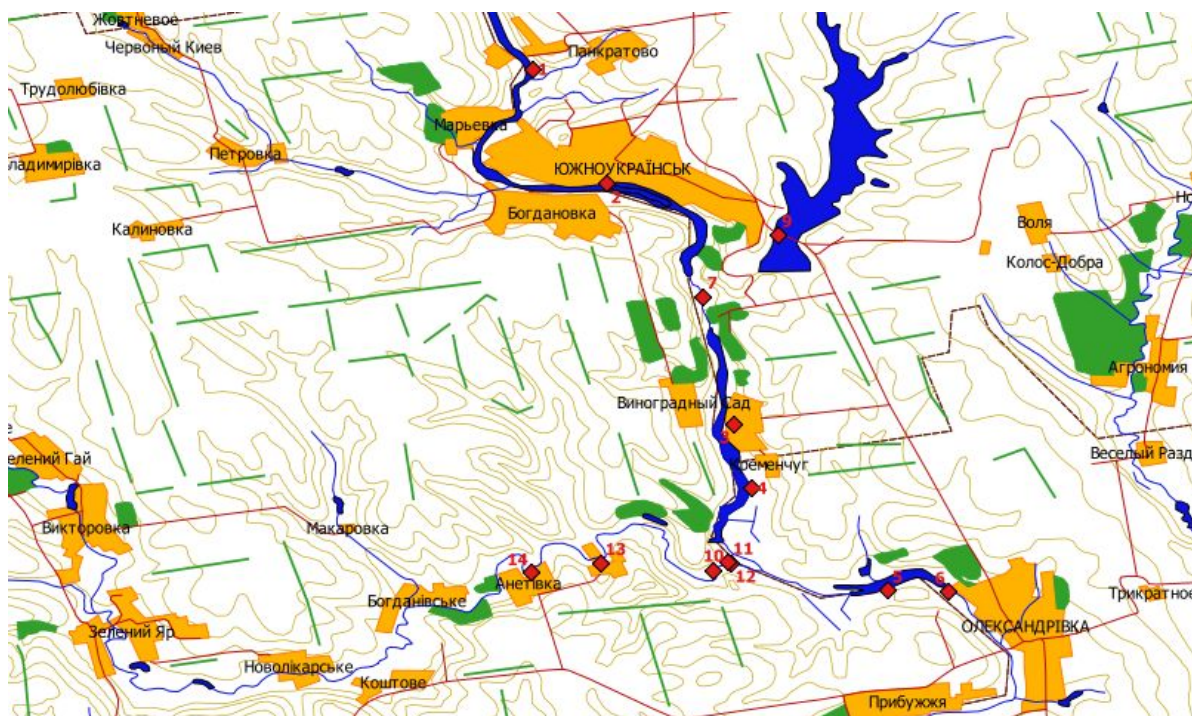 Жовтневое
Червоный Киев
Панкратово
1
Трудолюбівка
Марьевка
Петровка
ладимирівка
ЮЖНОУКРАЇНСЬК
2
Богдановка
Калиновка
9
Воля
Но
Колос-Добра
7
Агрономия
Виноградный Сад
3
е
еленый Гай
Кременчуг
Веселый Разд
4
Викторовка
Макаровка
14
13
10
11
12
Анетівка
5
6
Богданівське
Трикратное
Зелений Яр
ОЛЕКСАНДРІВКА
Новолікарське
Коштове
Прибужжя